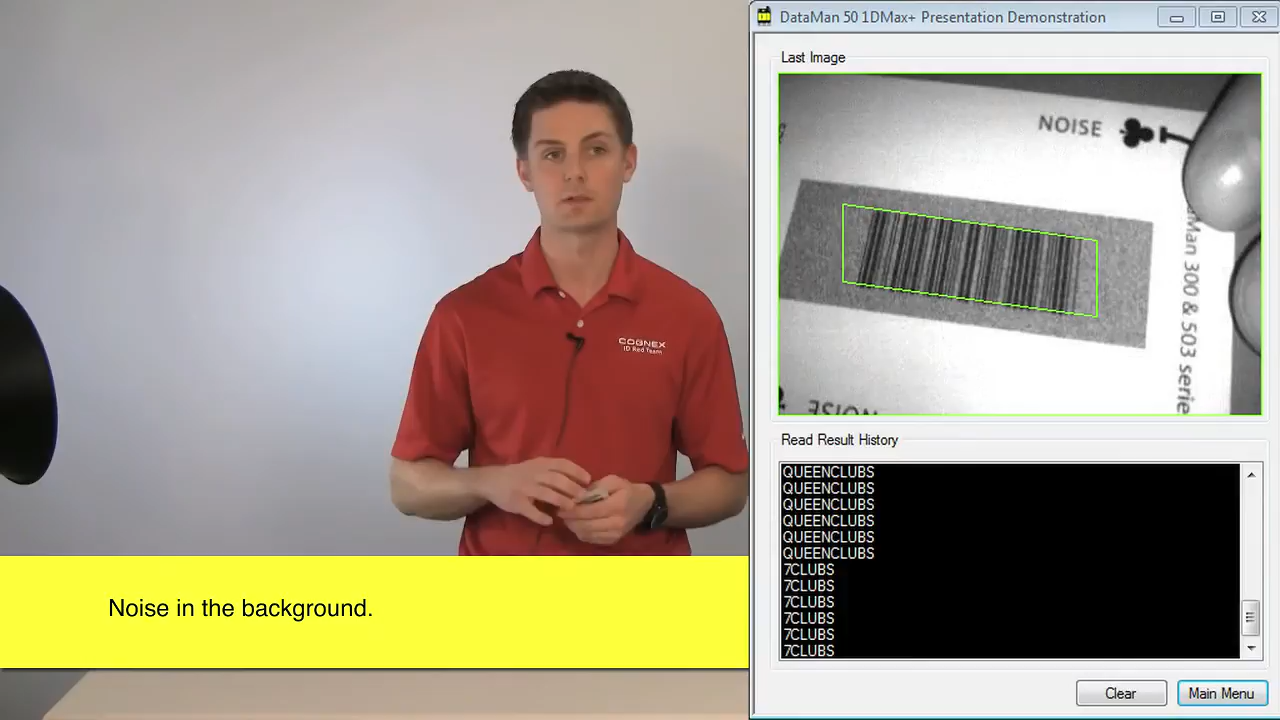 COGNEX
ID Red Team
Noise in the background.
DataMan 50 1DMax+ Presentation Demonstration
Last Image
NOISE
Man 300 & 503 serie
NOISE
Read Result History
QUEENCLUBS
QUEENCLUBS
QUEENCLUBS
QUEENCLUBS
QUEENCLUBS
QUEENCLUBS
7CLUBS
7CLUBS
7CLUBS
7CLUBS
7CLUBS
7CLUBS
Clear
Main Menu